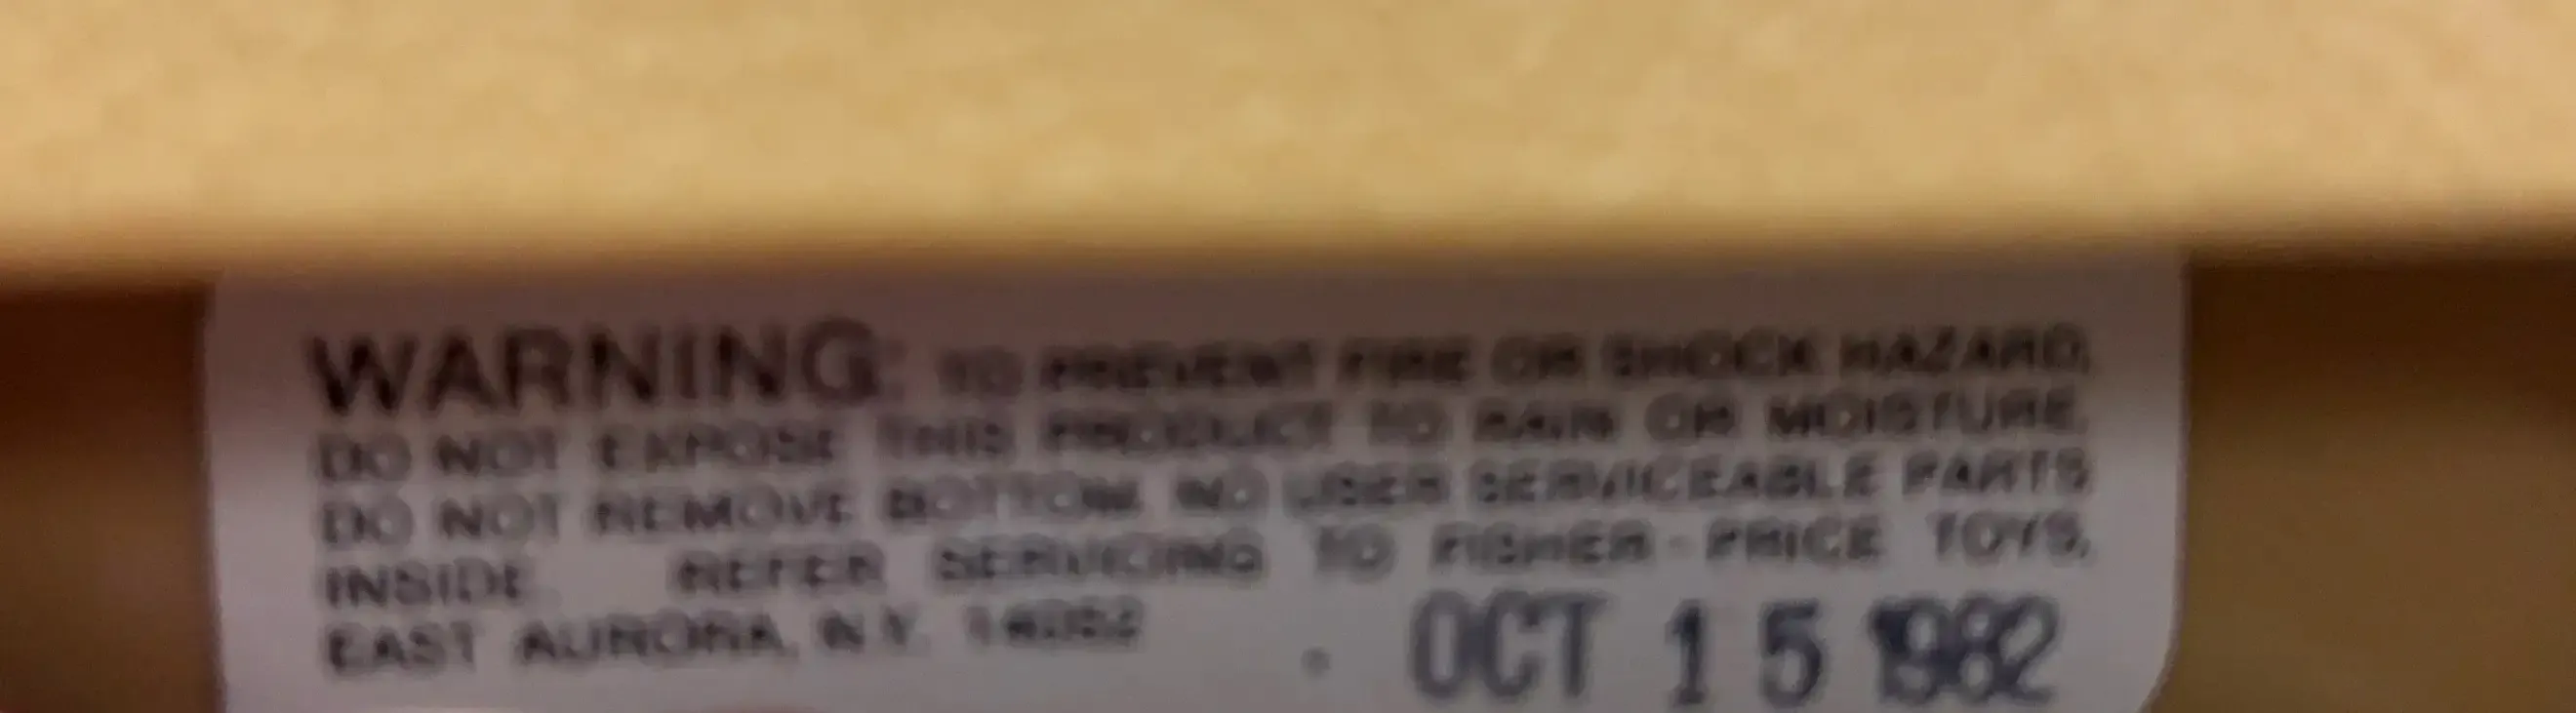 WARNING: TO PREVENT FIRE OR SHOCK HAZARD,
DO NOT EXPOSE THIS PRODUCT TO RAIN OR MOISTURE.
DO NOT REMOVE BOTTOM. NO USER SERVICEABLE PARTS
INSIDE. REFER SERVICING TO FISHER-PRICE TOYS,
EAST AURORA, N.Y. 14052
OCT 15 1982